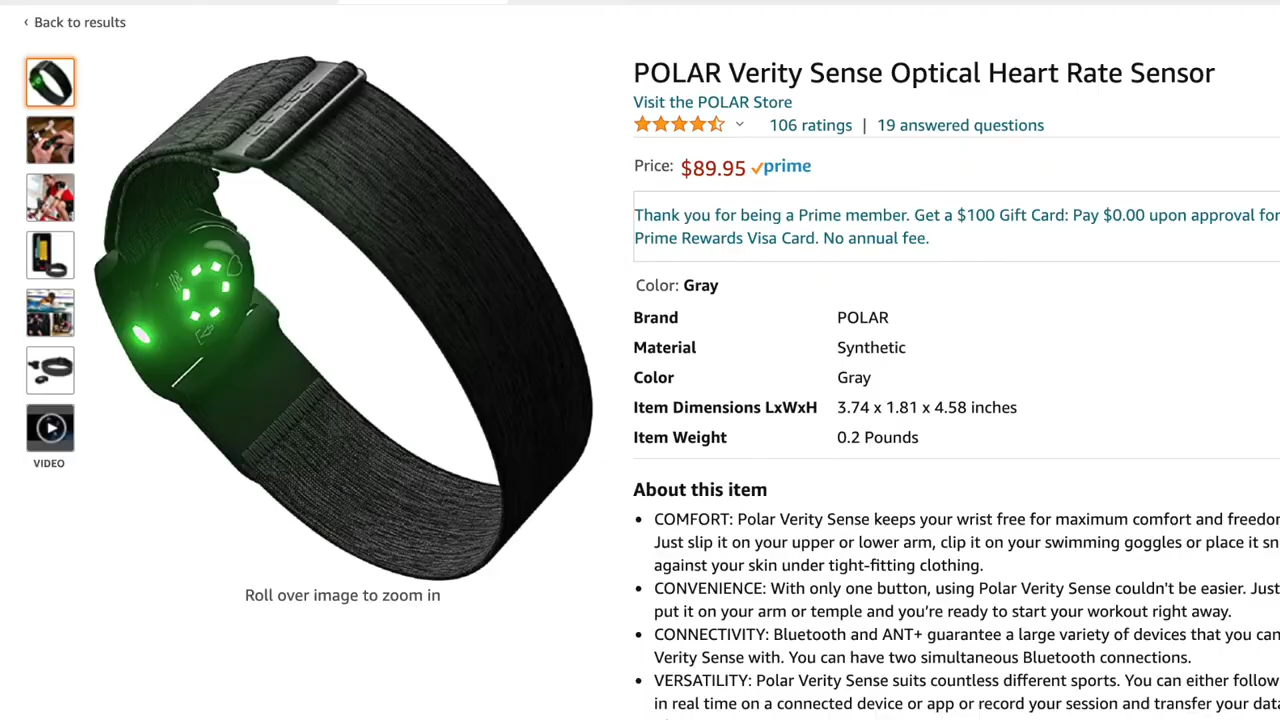 ‹ Back to results
POLAR Verity Sense Optical Heart Rate Sensor
Visit the POLAR Store
106 ratings | 19 answered questions
Price: $89.95 prime
Thank you for being a Prime member. Get a $100 Gift Card: Pay $0.00 upon approval for
Prime Rewards Visa Card. No annual fee.
Color: Gray
Brand POLAR
Material Synthetic
Color Gray
Item Dimensions LxWxH 3.74 x 1.81 x 4.58 inches
Item Weight 0.2 Pounds
About this item
• COMFORT: Polar Verity Sense keeps your wrist free for maximum comfort and freedom
Just slip it on your upper or lower arm, clip it on your swimming goggles or place it sn
against your skin under tight-fitting clothing.
• CONVENIENCE: With only one button, using Polar Verity Sense couldn't be easier. Just
put it on your arm or temple and you’re ready to start your workout right away.
• CONNECTIVITY: Bluetooth and ANT+ guarantee a large variety of devices that you can
Verity Sense with. You can have two simultaneous Bluetooth connections.
• VERSATILITY: Polar Verity Sense suits countless different sports. You can either follow
in real time on a connected device or app or record your session and transfer your data
VIDEO
Roll over image to zoom in